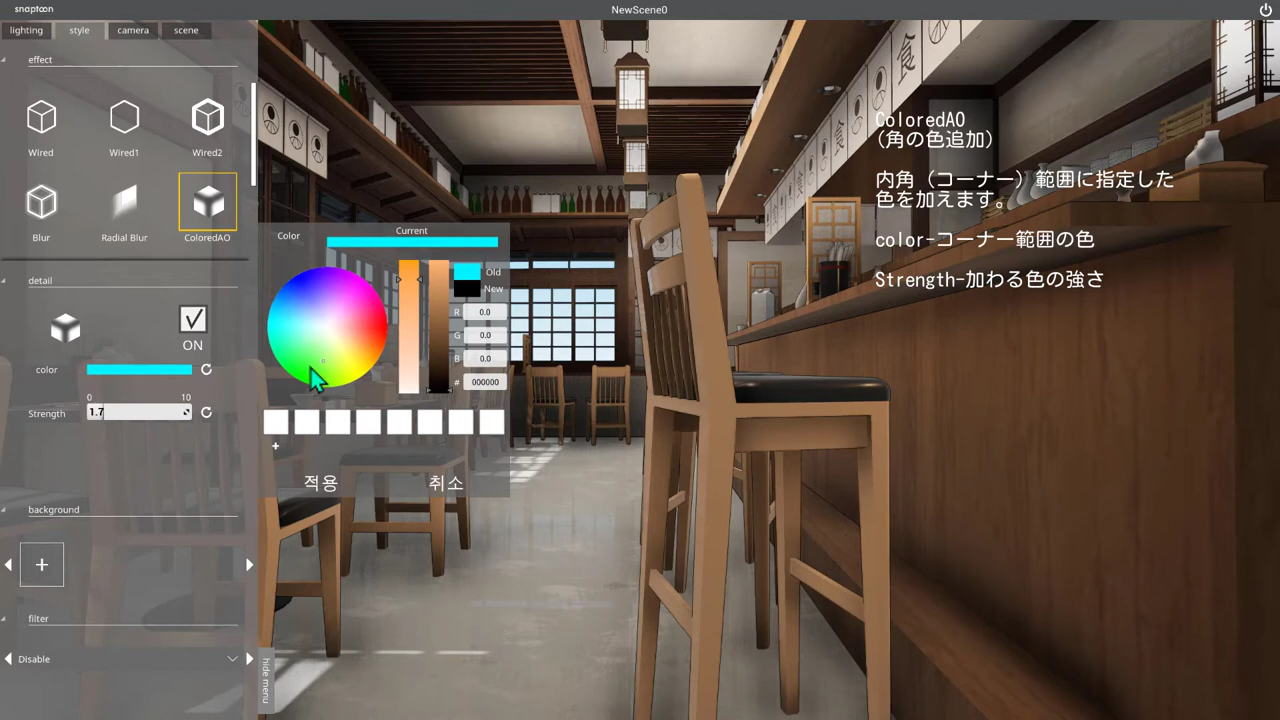 snaptoon
NewScene0
lighting
style
camera
scene
effect
Wired
Wired1
Wired2
Blur
Radial Blur
ColoredAO
detail
ON
color
0
10
Strength
1.7
background
filter
Disable
hide menu
Color
Current
Old
New
R
0.0
G
0.0
B
0.0
#
000000
적용
취소
食
食
ColoredAO
(角の色追加)
内角（コーナー）範囲に指定した
色を加えます。
color-コーナー範囲の色
Strength-加わる色の強さ